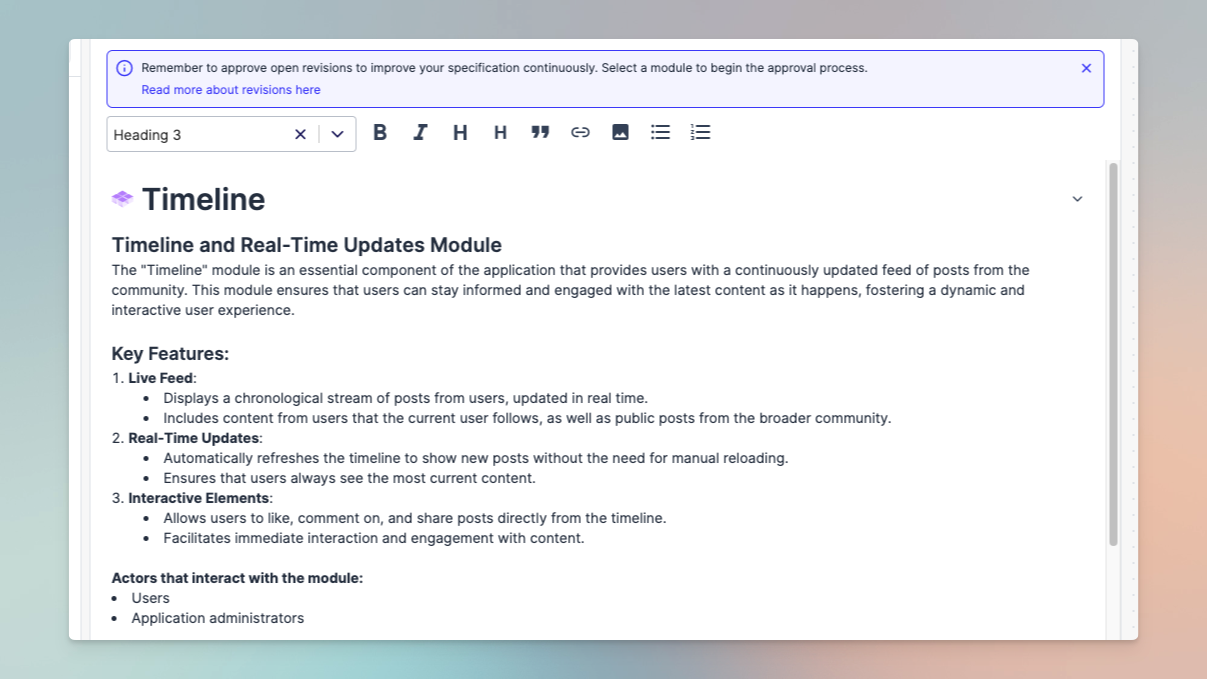 Remember to approve open revisions to improve your specification continuously. Select a module to begin the approval process.
Read more about revisions here
Heading 3
B I H H
Timeline
Timeline and Real-Time Updates Module
The "Timeline" module is an essential component of the application that provides users with a continuously updated feed of posts from the
community. This module ensures that users can stay informed and engaged with the latest content as it happens, fostering a dynamic and
interactive user experience.
Key Features:
1. Live Feed:
• Displays a chronological stream of posts from users, updated in real time.
• Includes content from users that the current user follows, as well as public posts from the broader community.
2. Real-Time Updates:
• Automatically refreshes the timeline to show new posts without the need for manual reloading.
• Ensures that users always see the most current content.
3. Interactive Elements:
• Allows users to like, comment on, and share posts directly from the timeline.
• Facilitates immediate interaction and engagement with content.
Actors that interact with the module:
• Users
• Application administrators